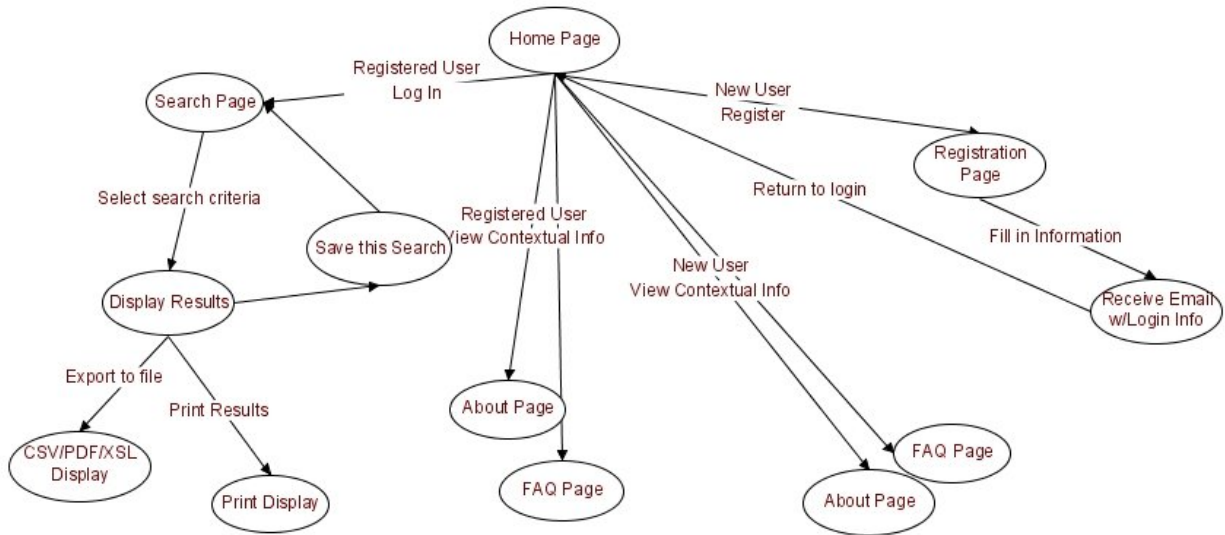 Home Page
Registered User
Log In
New User
Register
Search Page
Registration
Page
Select search criteria
Return to login
Registered User
View Contextual Info
Fill in Information
Save this Search
New User
View Contextual Info
Display Results
Receive Email
w/Login Info
Export to file
Print Results
About Page
CSV/PDF/XSL
Display
FAQ Page
Print Display
FAQ Page
About Page